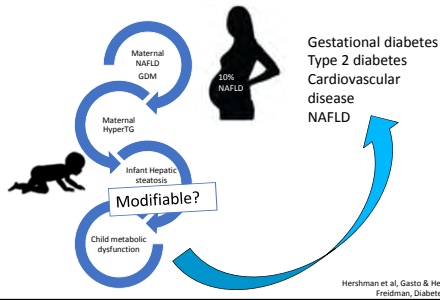 Maternal
NAFLD
GDM
10%
NAFLD
Gestational diabetes
Type 2 diabetes
Cardiovascular
disease
NAFLD
Maternal
HyperTG
Infant Hepatic
steatosis
Modifiable?
Child metabolic
dysfunction
Hershman et al, Gasto & He
Freidman, Diabete